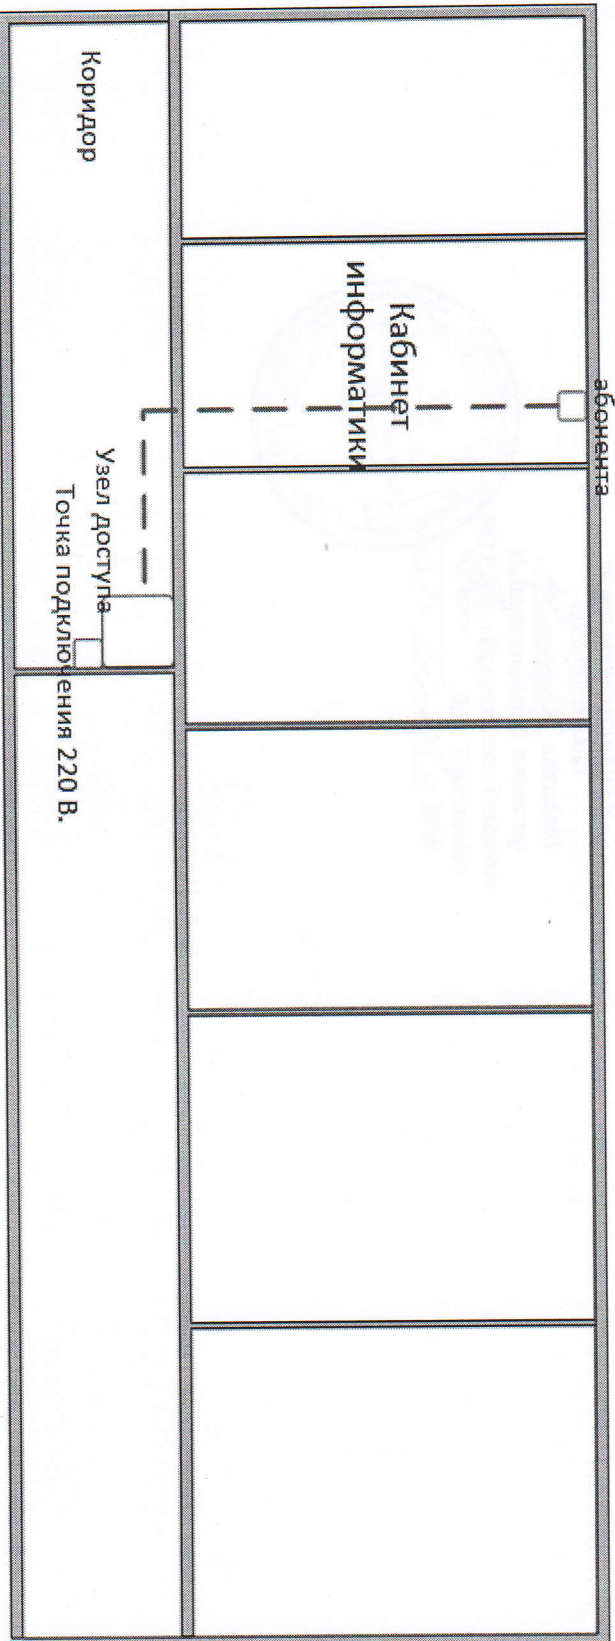 абонента
Кабинет
информатики
Коридор
Узел доступа
Точка подключения 220 В.